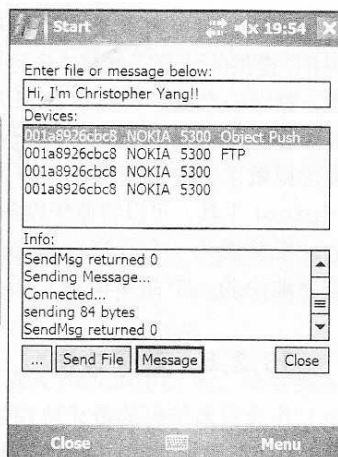 Start 19:54
Enter file or message below:
Hi, I'm Christopher Yang!!
Devices:
001a8926cbc8 NOKIA 5300 Object Push
001a8926cbc8 NOKIA 5300 FTP
001a8926cbc8 NOKIA 5300
001a8926cbc8 NOKIA 5300
Info:
SendMsg returned 0
Sending Message...
Connected...
sending 84 bytes
SendMsg returned 0
... Send File Message Close
Close Menu